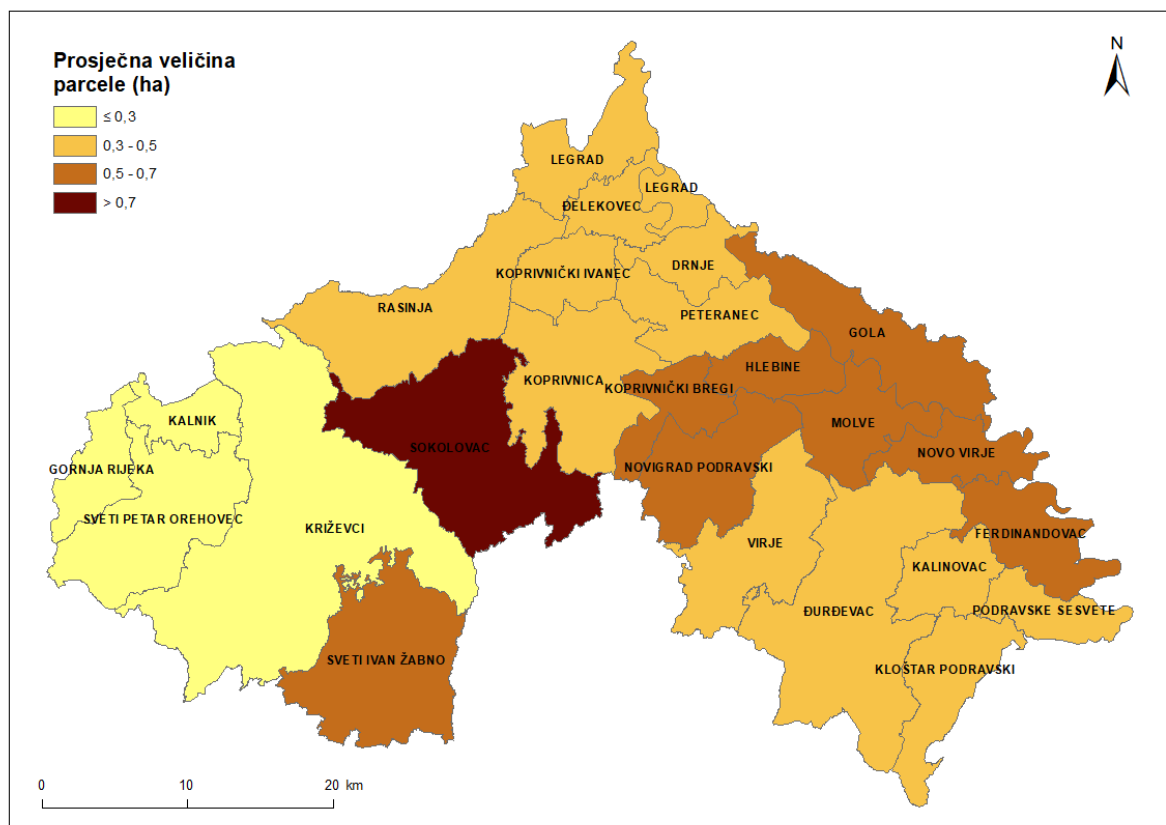 Prosječna veličina
parcele (ha)
≤ 0,3
0,3 - 0,5
0,5 - 0,7
> 0,7
N
LEGRAD
LEGRAD
ĐELEKOVEC
DRNJE
KOPRIVNIČKI IVANEC
RASINJA
PETERANEC
GOLA
HLEBINE
KOPRIVNICA
KOPRIVNIČKI BREGI
KALNIK
MOLVE
SOKOLOVAC
NOVO VIRJE
GORNJA RIJEKA
NOVIGRAD PODRAVSKI
SVETI PETAR OREHOVEC
KRIŽEVCI
FERDINANDOVAC
VIRJE
KALINOVAC
ĐURĐEVAC
PODRAVSKE SESVETE
SVETI IVAN ŽABNO
KLOŠTAR PODRAVSKI
0 10 20 km